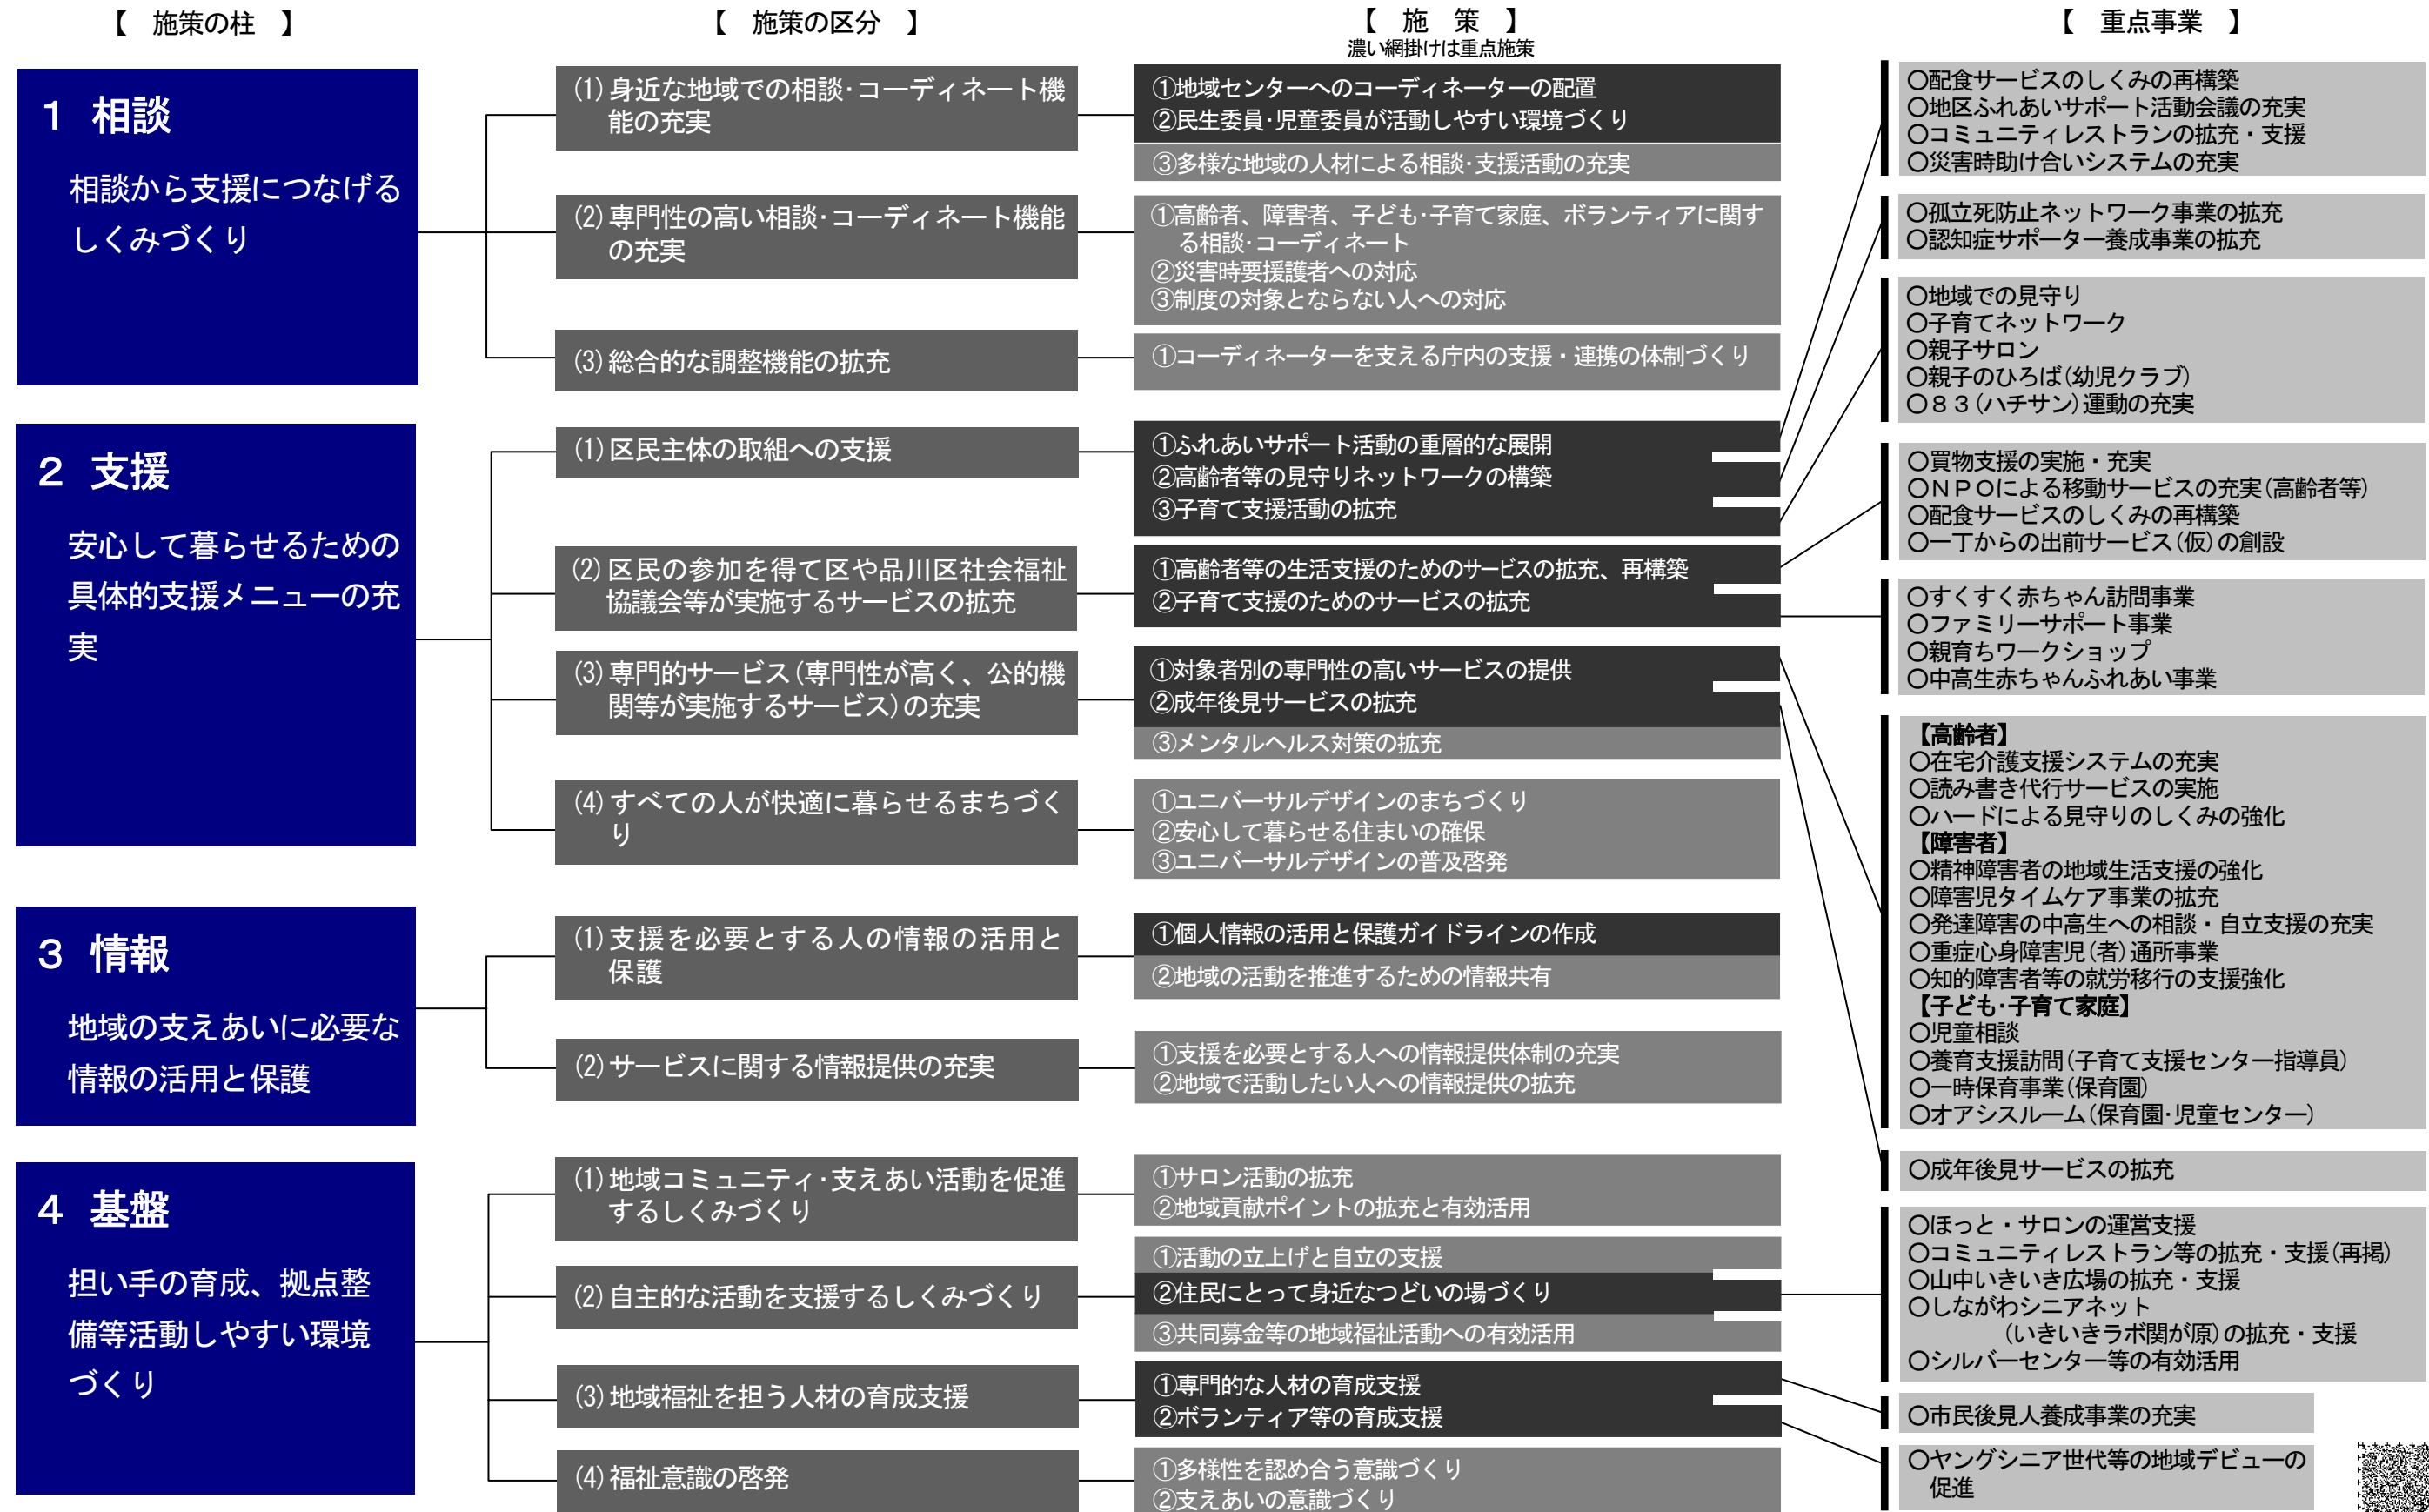 【　施策の柱　】
【　施策の区分　】
【　施　策　】
濃い網掛けは重点施策
【　重点事業　】
１ 相談
相談から支援につなげる
しくみづくり
(1)身近な地域での相談･コーディネート機
能の充実
①地域センターへのコーディネーターの配置
②民生委員･児童委員が活動しやすい環境づくり
③多様な地域の人材による相談･支援活動の充実
(2)専門性の高い相談･コーディネート機能
の充実
①高齢者、障害者、子ども･子育て家庭、ボランティアに関す
る相談･コーディネート
②災害時要援護者への対応
③制度の対象とならない人への対応
(3)総合的な調整機能の拡充
①コーディネーターを支える庁内の支援・連携の体制づくり
２ 支援
安心して暮らせるための
具体的支援メニューの充
実
(1)区民主体の取組への支援
①ふれあいサポート活動の重層的な展開
②高齢者等の見守りネットワークの構築
③子育て支援活動の拡充
(2)区民の参加を得て区や品川区社会福祉
協議会等が実施するサービスの拡充
①高齢者等の生活支援のためのサービスの拡充、再構築
②子育て支援のためのサービスの拡充
(3)専門的サービス(専門性が高く、公的機
関等が実施するサービス)の充実
①対象者別の専門性の高いサービスの提供
②成年後見サービスの拡充
③メンタルヘルス対策の拡充
(4)すべての人が快適に暮らせるまちづく
り
①ユニバーサルデザインのまちづくり
②安心して暮らせる住まいの確保
③ユニバーサルデザインの普及啓発
３ 情報
地域の支えあいに必要な
情報の活用と保護
(1)支援を必要とする人の情報の活用と
保護
①個人情報の活用と保護ガイドラインの作成
②地域の活動を推進するための情報共有
(2)サービスに関する情報提供の充実
①支援を必要とする人への情報提供体制の充実
②地域で活動したい人への情報提供の拡充
４ 基盤
担い手の育成、拠点整
備等活動しやすい環境
づくり
(1)地域コミュニティ･支えあい活動を促進
するしくみづくり
①サロン活動の拡充
②地域貢献ポイントの拡充と有効活用
(2)自主的な活動を支援するしくみづくり
①活動の立上げと自立の支援
②住民にとって身近なつどいの場づくり
③共同募金等の地域福祉活動への有効活用
(3)地域福祉を担う人材の育成支援
①専門的な人材の育成支援
②ボランティア等の育成支援
(4)福祉意識の啓発
①多様性を認め合う意識づくり
②支えあいの意識づくり
○配食サービスのしくみの再構築
○地区ふれあいサポート活動会議の充実
○コミュニティレストランの拡充・支援
○災害時助け合いシステムの充実
○孤立死防止ネットワーク事業の拡充
○認知症サポーター養成事業の拡充
○地域での見守り
○子育てネットワーク
○親子サロン
○親子のひろば(幼児クラブ)
○８３(ハチサン)運動の充実
○買物支援の実施・充実
○ＮＰＯによる移動サービスの充実(高齢者等)
○配食サービスのしくみの再構築
○一丁からの出前サービス(仮)の創設
○すくすく赤ちゃん訪問事業
○ファミリーサポート事業
○親育ちワークショップ
○中高生赤ちゃんふれあい事業
【高齢者】
○在宅介護支援システムの充実
○読み書き代行サービスの実施
○ハードによる見守りのしくみの強化
【障害者】
○精神障害者の地域生活支援の強化
○障害児タイムケア事業の拡充
○発達障害の中高生への相談・自立支援の充実
○重症心身障害児(者)通所事業
○知的障害者等の就労移行の支援強化
【子ども･子育て家庭】
○児童相談
○養育支援訪問(子育て支援センター指導員)
○一時保育事業(保育園)
○オアシスルーム(保育園･児童センター)
○成年後見サービスの拡充
○ほっと・サロンの運営支援
○コミュニティレストラン等の拡充・支援(再掲)
○山中いきいき広場の拡充・支援
○しながわシニアネット
(いきいきラボ関が原)の拡充・支援
○シルバーセンター等の有効活用
○市民後見人養成事業の充実
○ヤングシニア世代等の地域デビューの
促進